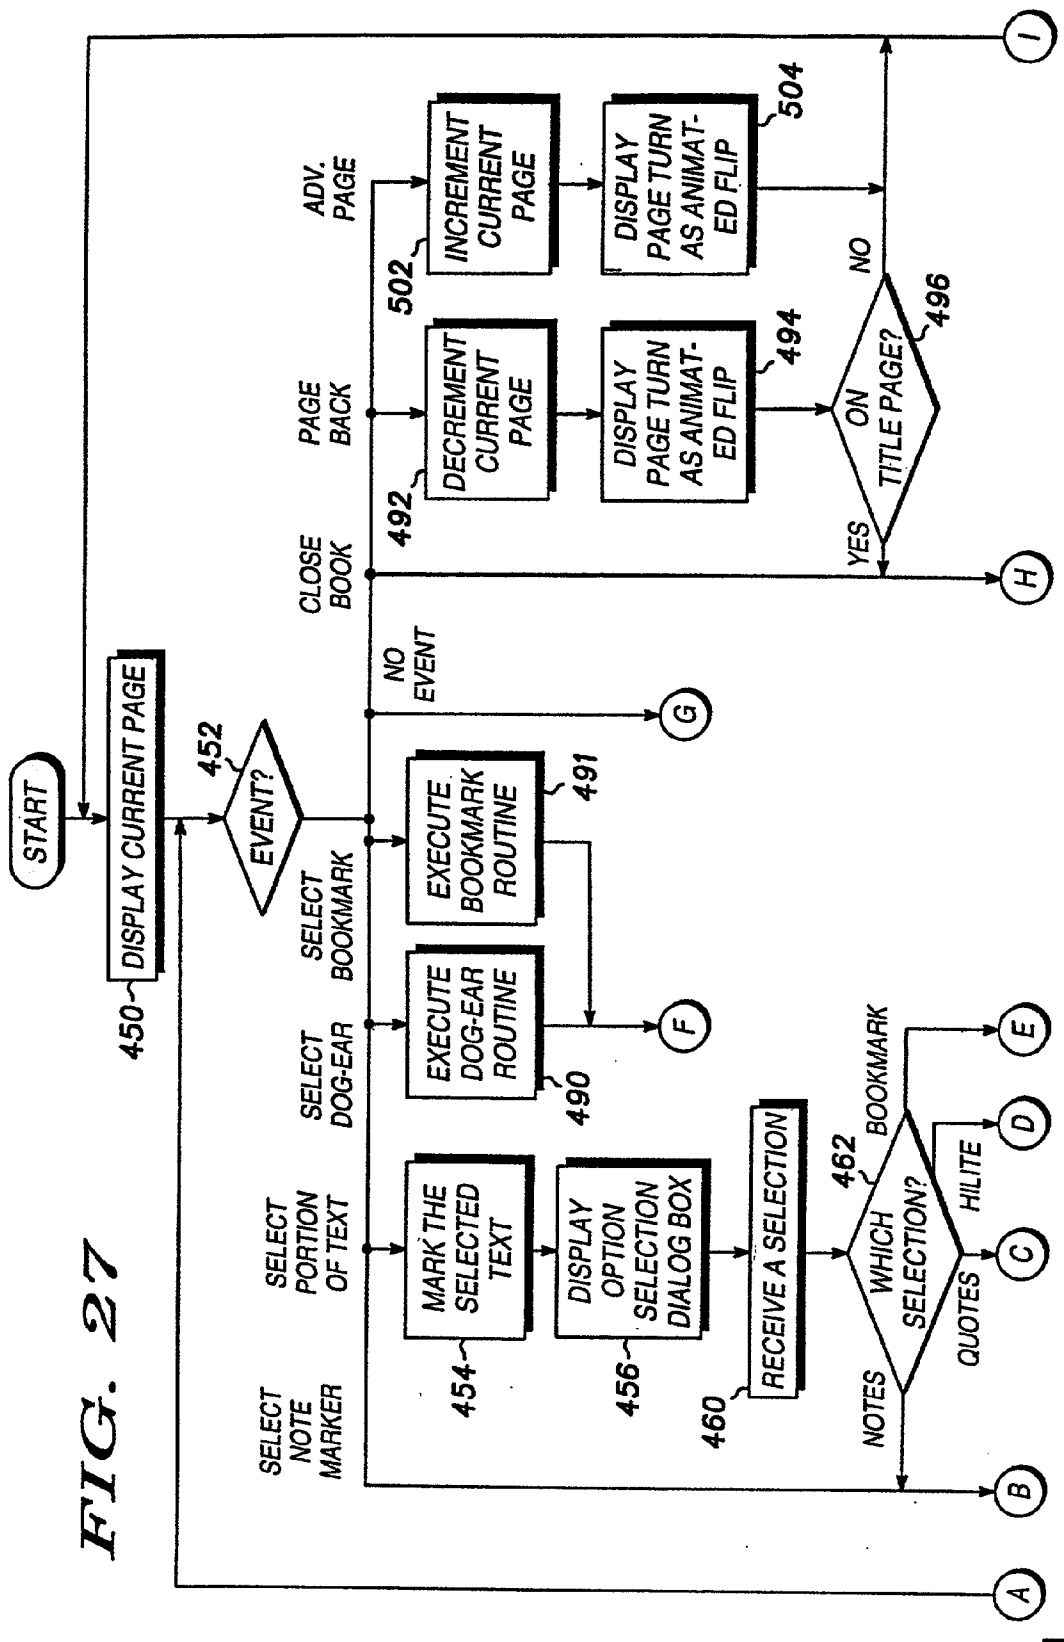 FIG. 27
START
450
DISPLAY CURRENT PAGE
452
EVENT?
SELECT
NOTE
MARKER
SELECT
PORTION
OF TEXT
SELECT
DOG-EAR
SELECT
BOOKMARK
NO
EVENT
CLOSE
BOOK
PAGE
BACK
ADV.
PAGE
454
MARK THE
SELECTED
TEXT
456
DISPLAY
OPTION
SELECTION
DIALOG BOX
460
RECEIVE A SELECTION
462
WHICH
SELECTION?
NOTES
QUOTES
HILITE
BOOKMARK
EXECUTE
DOG-EAR
ROUTINE
490
EXECUTE
BOOKMARK
ROUTINE
491
492
DECREMENT
CURRENT
PAGE
DISPLAY
PAGE TURN
AS ANIMAT-
ED FLIP
494
ON
TITLE PAGE?
496
YES
NO
502
INCREMENT
CURRENT
PAGE
DISPLAY
PAGE TURN
AS ANIMAT-
ED FLIP
504
A
B
C
D
E
F
G
H
I